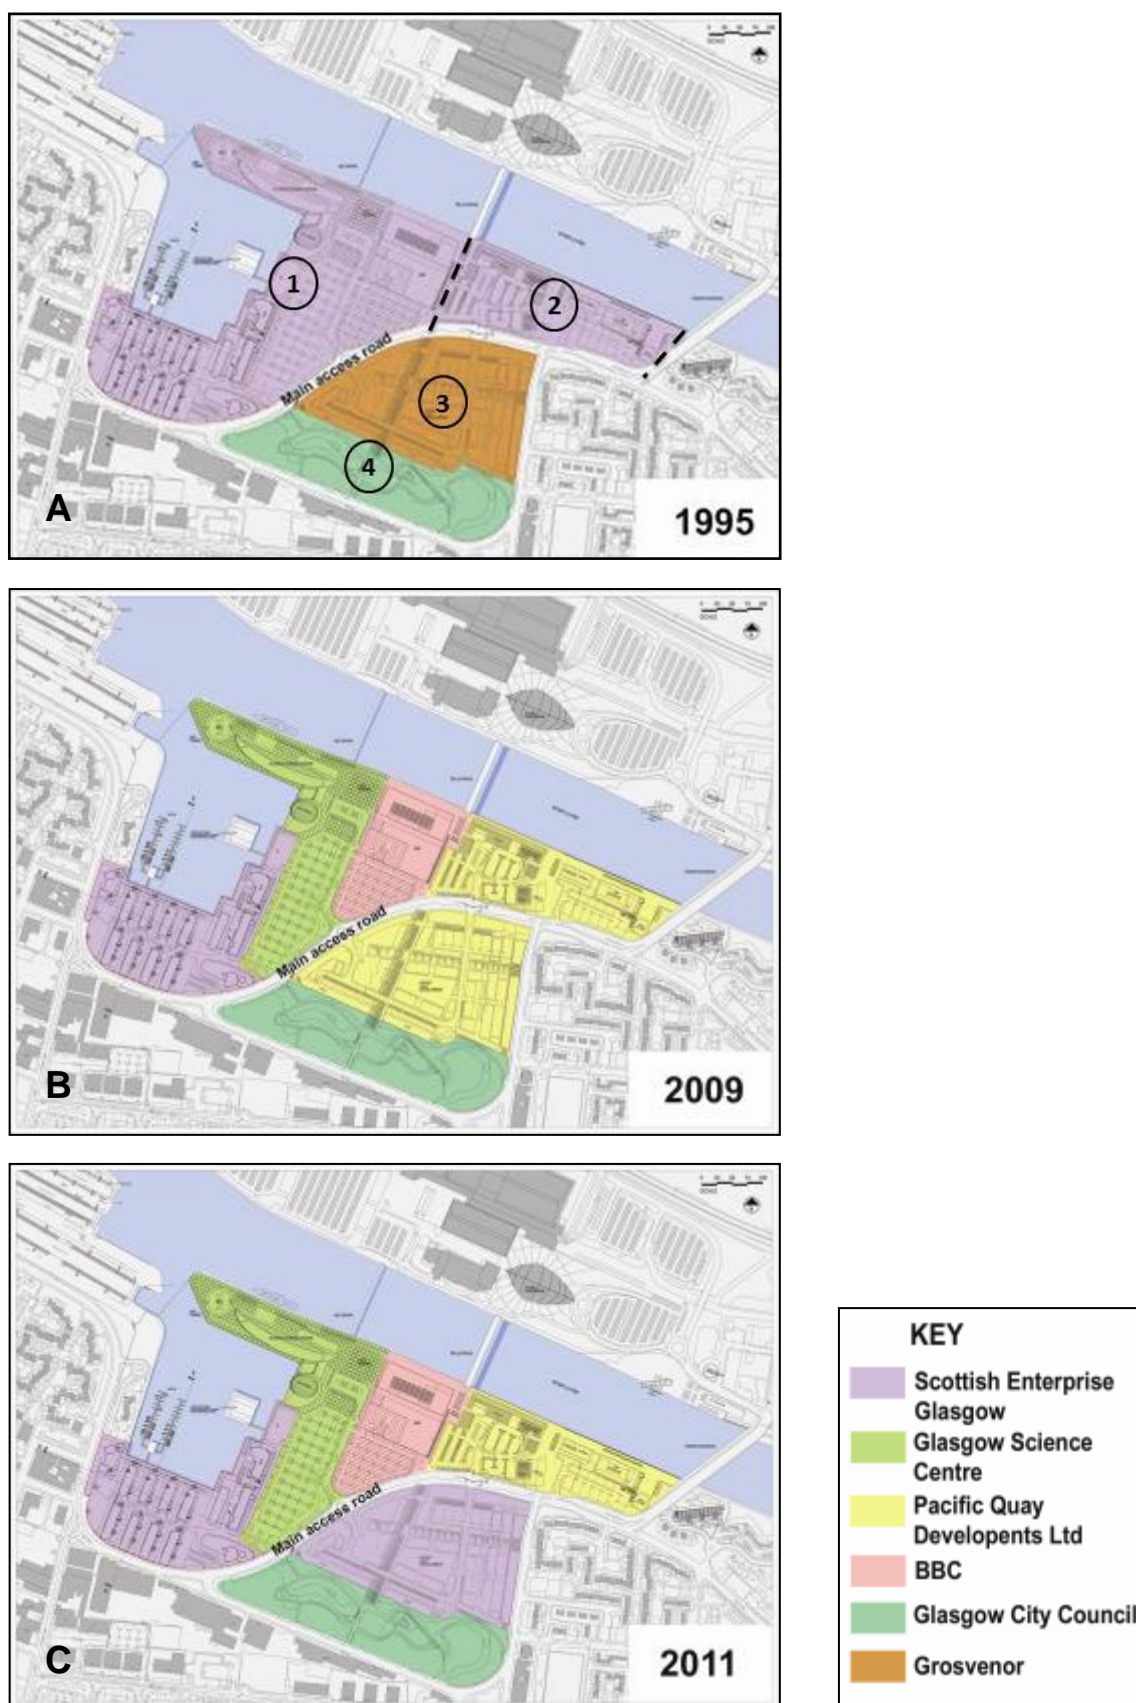 1
2
Main access road
3
4
A
1995
Main access road
B
2009
Main access road
C
2011
KEY
Scottish Enterprise
Glasgow
Glasgow Science
Centre
Pacific Quay
Developents Ltd
BBC
Glasgow City Council
Grosvenor